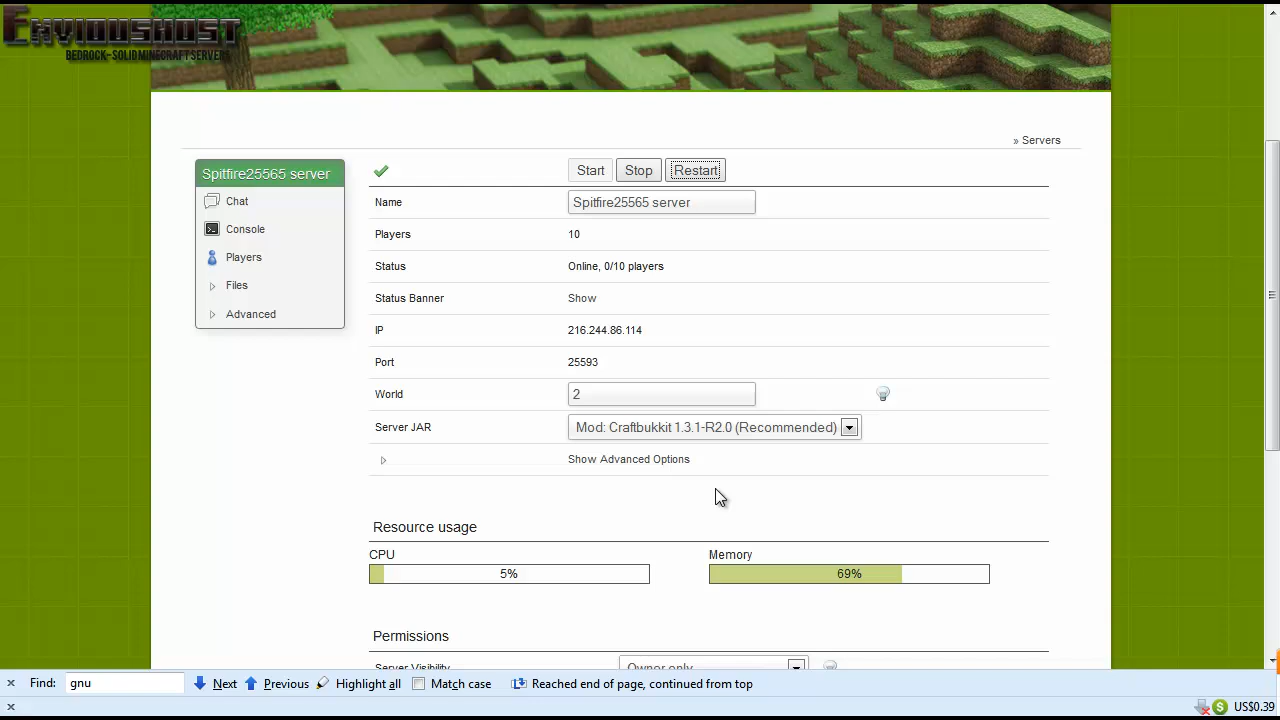 ENVIOUSHOST
BEDROCK-SOLID MINECRAFT SERVERS
» Servers
Spitfire25565 server
Chat
Console
Players
Files
Advanced
Start Stop Restart
Name Spitfire25565 server
Players 10
Status Online, 0/10 players
Status Banner Show
IP 216.244.86.114
Port 25593
World 2
Server JAR Mod: Craftbukkit 1.3.1-R2.0 (Recommended)
Show Advanced Options
Resource usage
CPU Memory
5% 69%
Permissions
Server Visibility Owner only
Find: gnu Next Previous Highlight all Match case Reached end of page, continued from top
US$0.39